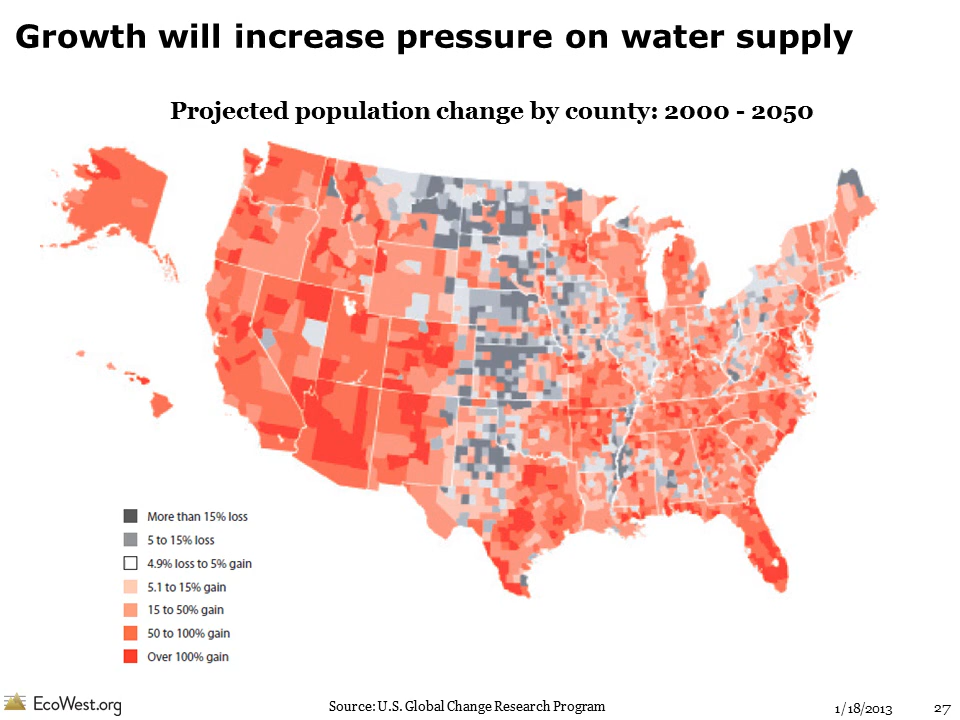 Growth will increase pressure on water supply
Projected population change by county: 2000 - 2050
More than 15% loss
5 to 15% loss
4.9% loss to 5% gain
5.1 to 15% gain
15 to 50% gain
50 to 100% gain
Over 100% gain
EcoWest.org
Source: U.S. Global Change Research Program
1/18/2013
27